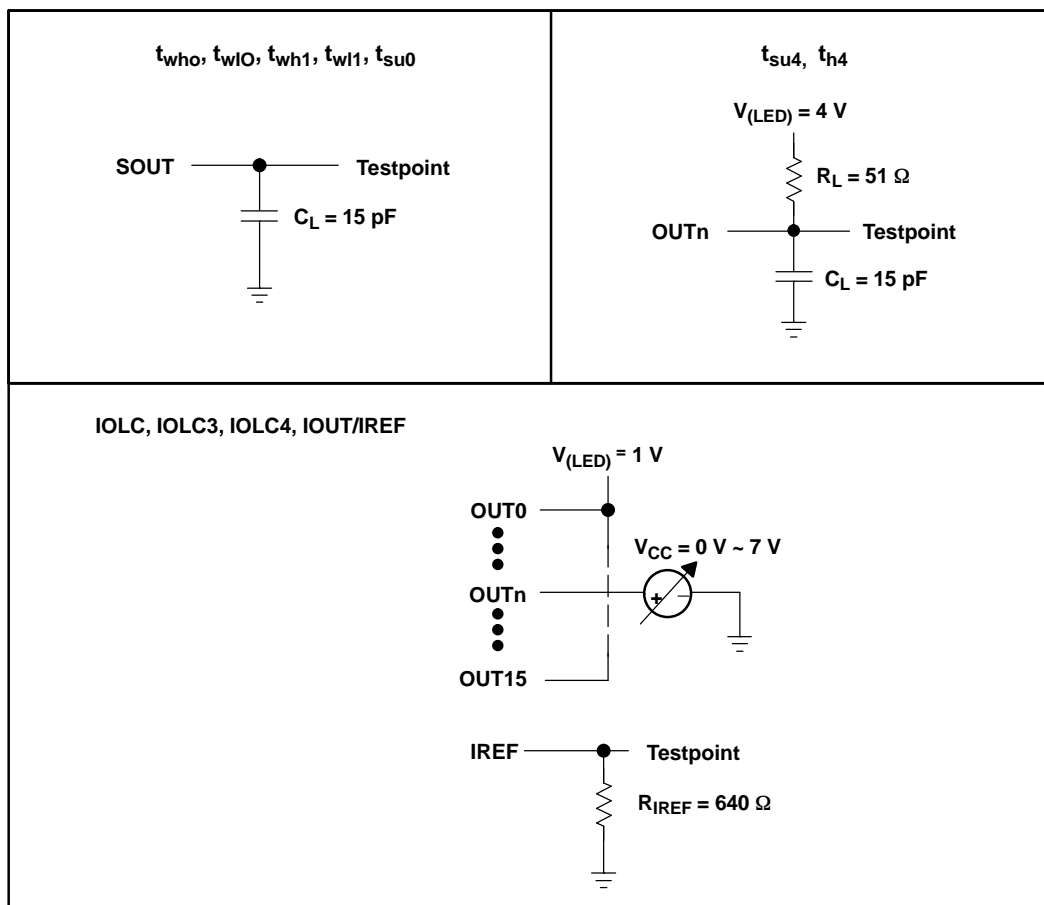 twho, twlO, twh1, twl1, tsu0
SOUT
Testpoint
CL = 15 pF
tsu4, th4
V(LED) = 4 V
RL = 51 Ω
OUTn
Testpoint
CL = 15 pF
IOLC, IOLC3, IOLC4, IOUT/IREF
V(LED) = 1 V
OUT0
VCC = 0 V ~ 7 V
OUTn
+ −
OUT15
IREF
Testpoint
RIREF = 640 Ω